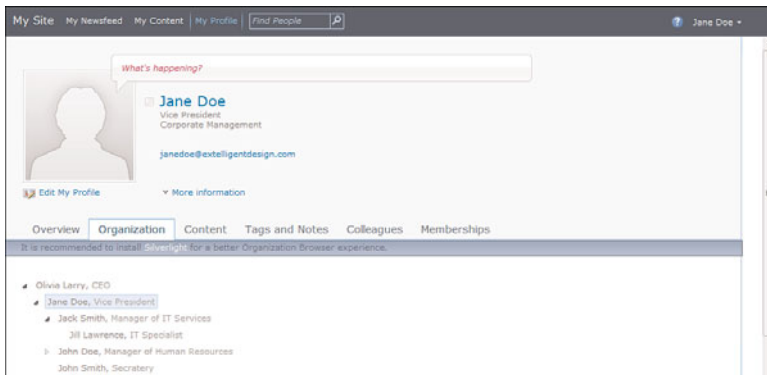 My Site My Newsfeed My Content My Profile Find People Jane Doe
What's happening?
Jane Doe
Vice President
Corporate Management
janedoe@extelligentdesign.com
Edit My Profile More information
Overview Organization Content Tags and Notes Colleagues Memberships
It is recommended to install Silverlight for a better Organization Browser experience.
Olivia Larry, CEO
Jane Doe, Vice President
Jack Smith, Manager of IT Services
Jill Lawrence, IT Specialist
John Doe, Manager of Human Resources
John Smith, Secratery